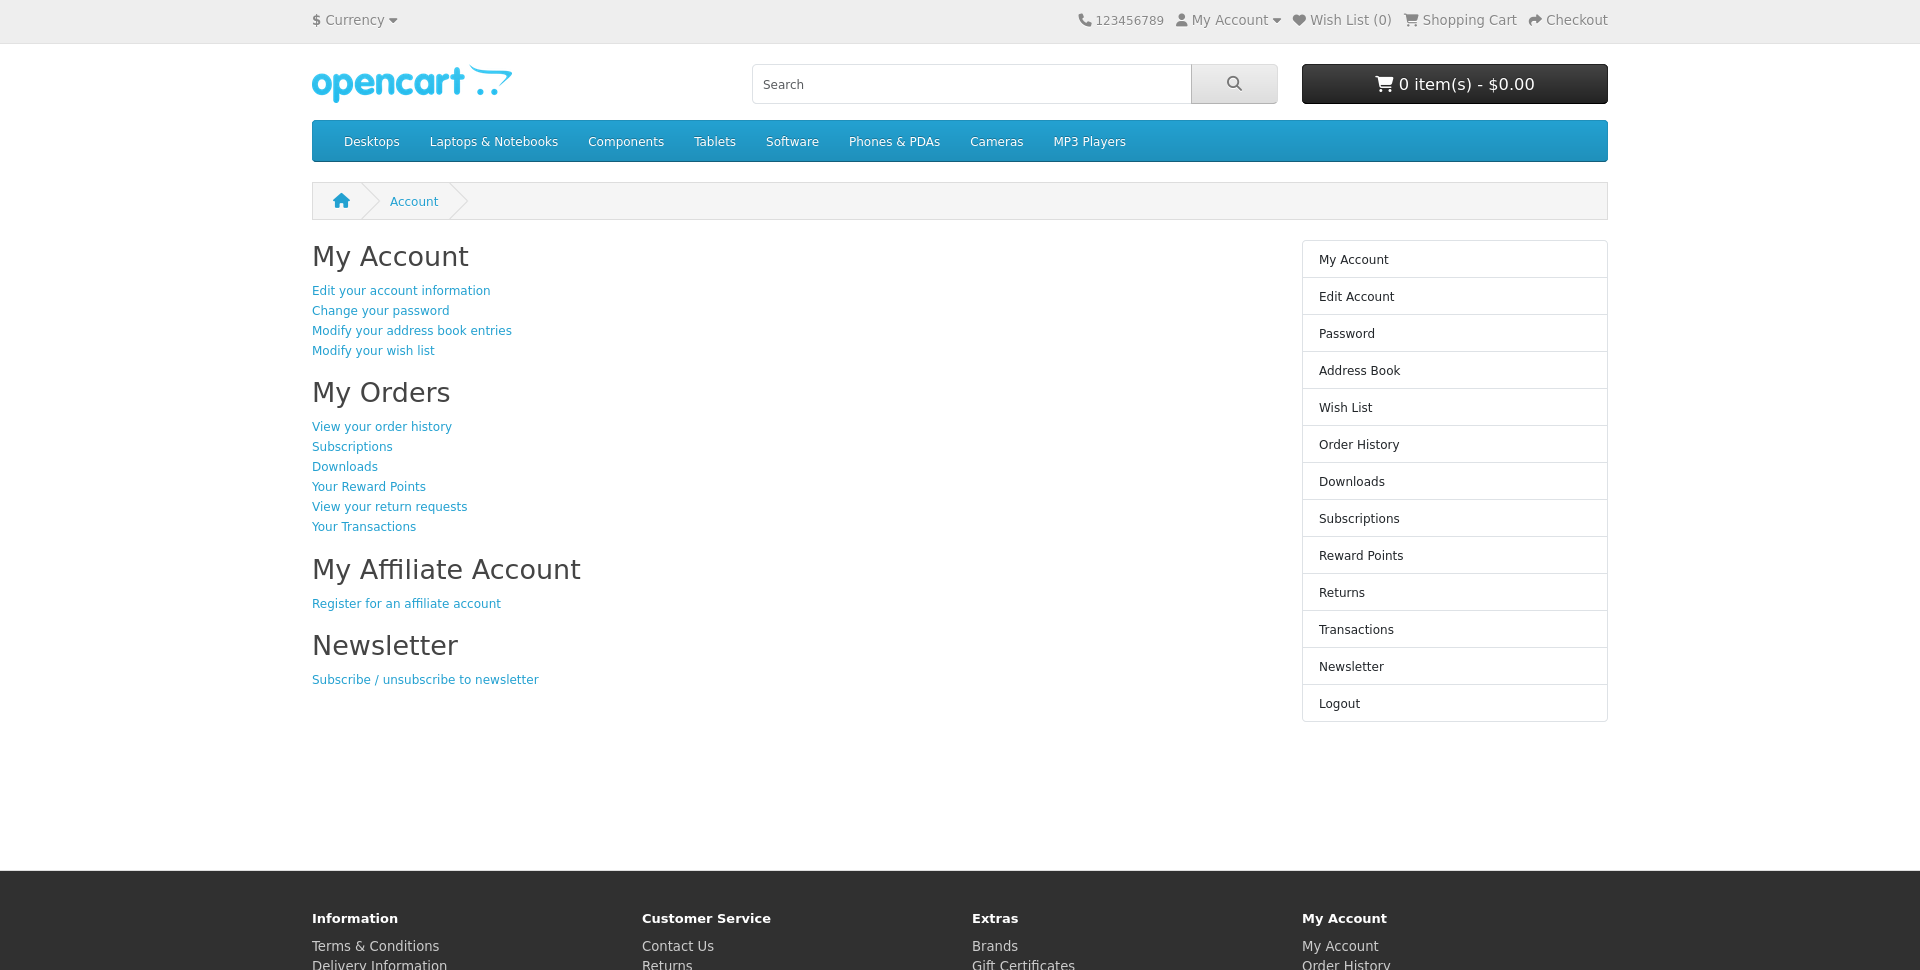 $ Currency
123456789 My Account Wish List (0) Shopping Cart Checkout
opencart
Search
0 item(s) - $0.00
Desktops Laptops & Notebooks Components Tablets Software Phones & PDAs Cameras MP3 Players
Account
My Account
Edit your account information
Change your password
Modify your address book entries
Modify your wish list
My Orders
View your order history
Subscriptions
Downloads
Your Reward Points
View your return requests
Your Transactions
My Affiliate Account
Register for an affiliate account
Newsletter
Subscribe / unsubscribe to newsletter
My Account
Edit Account
Password
Address Book
Wish List
Order History
Downloads
Subscriptions
Reward Points
Returns
Transactions
Newsletter
Logout
Information
Terms & Conditions
Delivery Information
Customer Service
Contact Us
Returns
Extras
Brands
Gift Certificates
My Account
My Account
Order History